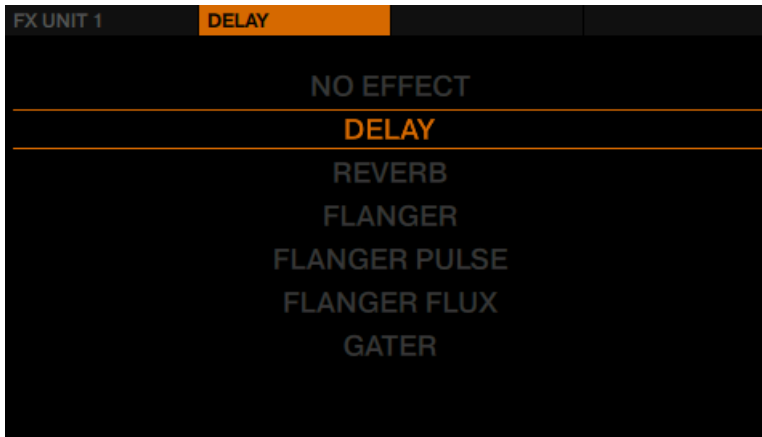 FX UNIT 1 DELAY
NO EFFECT
DELAY
REVERB
FLANGER
FLANGER PULSE
FLANGER FLUX
GATER